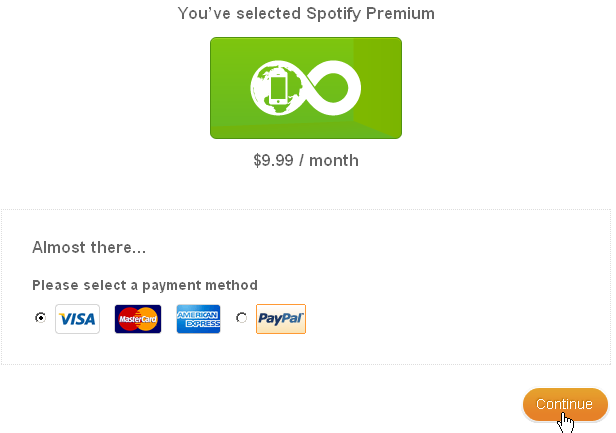 You've selected Spotify Premium
$9.99 / month
Almost there...
Please select a payment method
VISA MasterCard AMERICAN EXPRESS PayPal
Continue